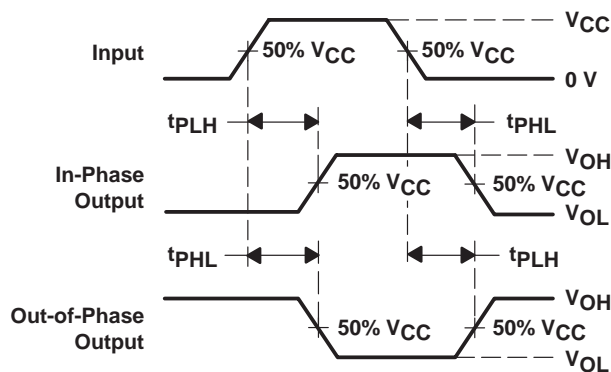 VCC
Input
50% VCC
50% VCC
0 V
tPLH
tPHL
VOH
In-Phase
Output
50% VCC
50% VCC
VOL
tPHL
tPLH
VOH
Out-of-Phase
Output
50% VCC
50% VCC
VOL